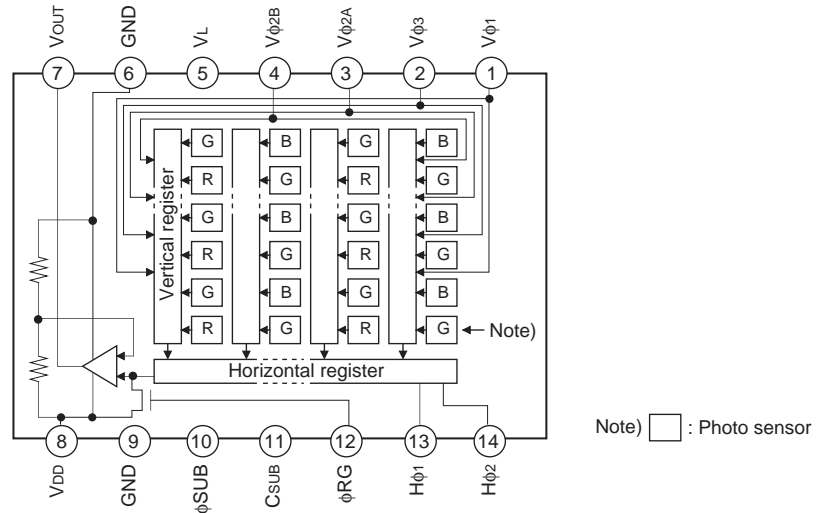 VOUT GND VL Vϕ2B Vϕ2A Vϕ3 Vϕ1
7 6 5 4 3 2 1
G B G B
R G R G
G B G B
R G R G
G B G B
R G R G
Vertical register
Note)
Horizontal register
8 9 10 11 12 13 14
VDD GND ϕSUB CSUB ϕRG Hϕ1 Hϕ2
Note) : Photo sensor